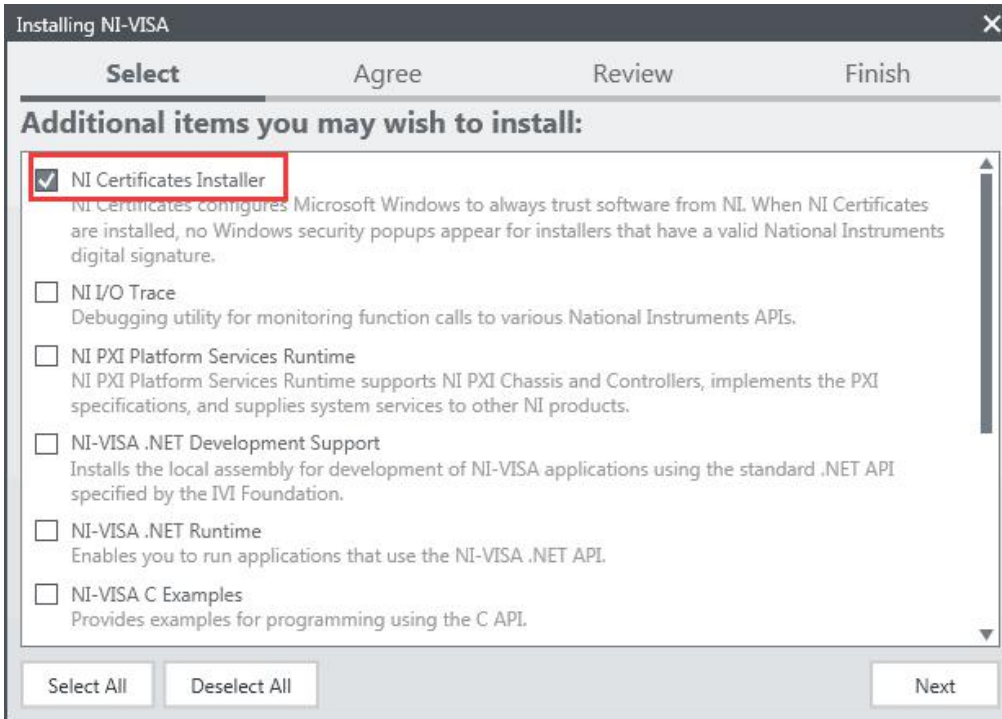 Installing NI-VISA
Select Agree Review Finish
Additional items you may wish to install:
NI Certificates Installer
NI Certificates configures Microsoft Windows to always trust software from NI. When NI Certificates
are installed, no Windows security popups appear for installers that have a valid National Instruments
digital signature.
NI I/O Trace
Debugging utility for monitoring function calls to various National Instruments APIs.
NI PXI Platform Services Runtime
NI PXI Platform Services Runtime supports NI PXI Chassis and Controllers, implements the PXI
specifications, and supplies system services to other NI products.
NI-VISA .NET Development Support
Installs the local assembly for development of NI-VISA applications using the standard .NET API
specified by the IVI Foundation.
NI-VISA .NET Runtime
Enables you to run applications that use the NI-VISA .NET API.
NI-VISA C Examples
Provides examples for programming using the C API.
Select All Deselect All Next